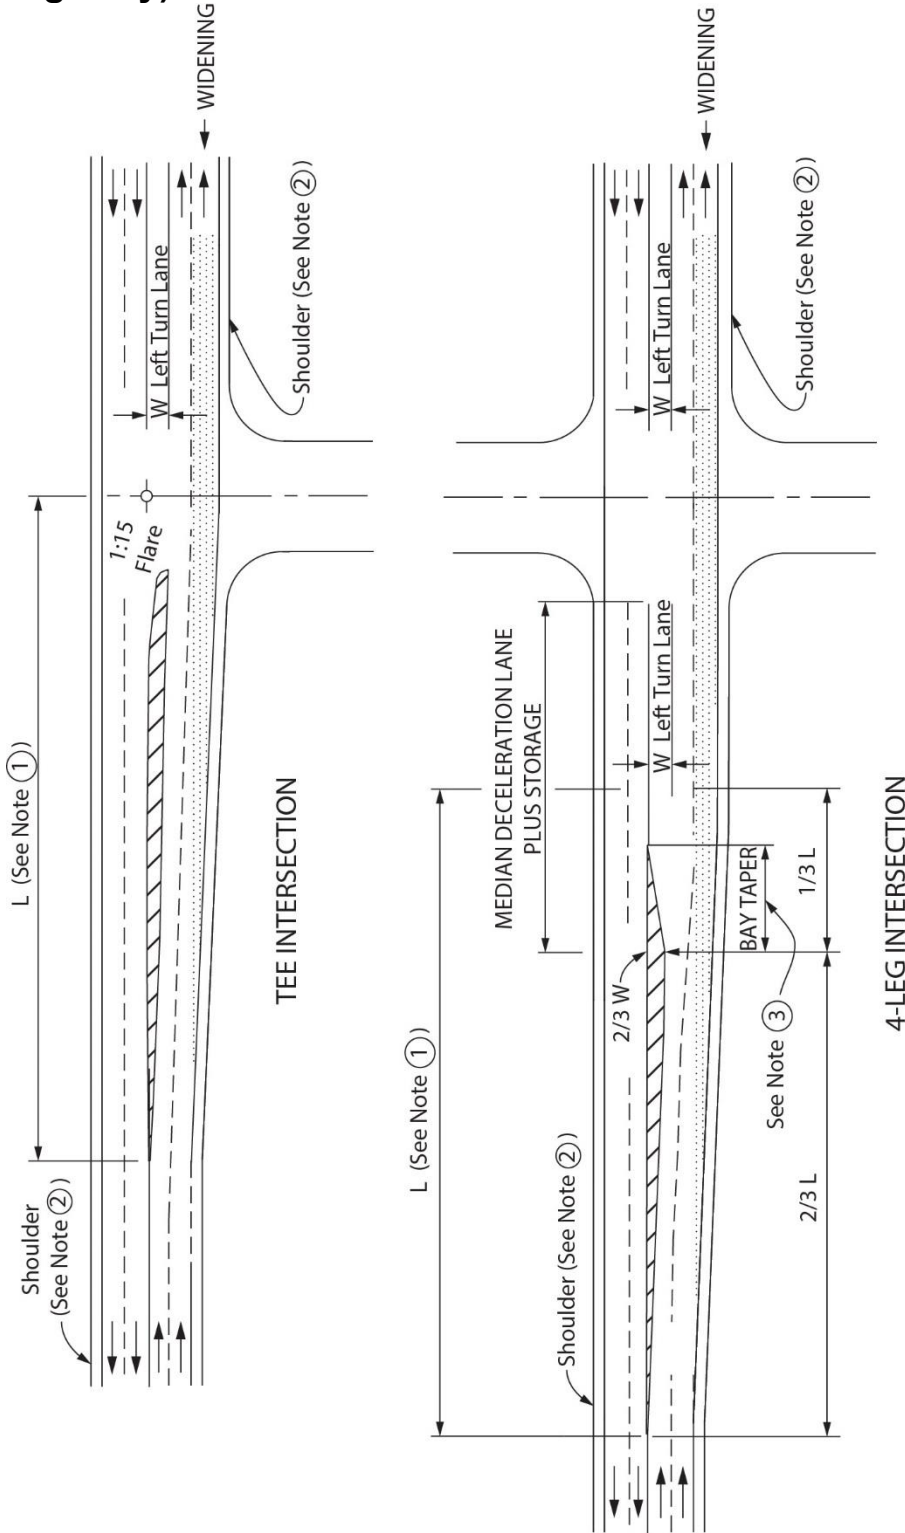 g y)
WIDENING
Shoulder (See Note ②)
W Left Turn Lane
1:15
Flare
L (See Note ①)
TEE INTERSECTION
Shoulder
(See Note ②)
WIDENING
Shoulder (See Note ②)
W Left Turn Lane
W Left Turn Lane
MEDIAN DECELERATION LANE
PLUS STORAGE
L (See Note ①)
2/3 W
BAY TAPER
1/3 L
See Note ③
2/3 L
Shoulder (See Note ②)
4-LEG INTERSECTION